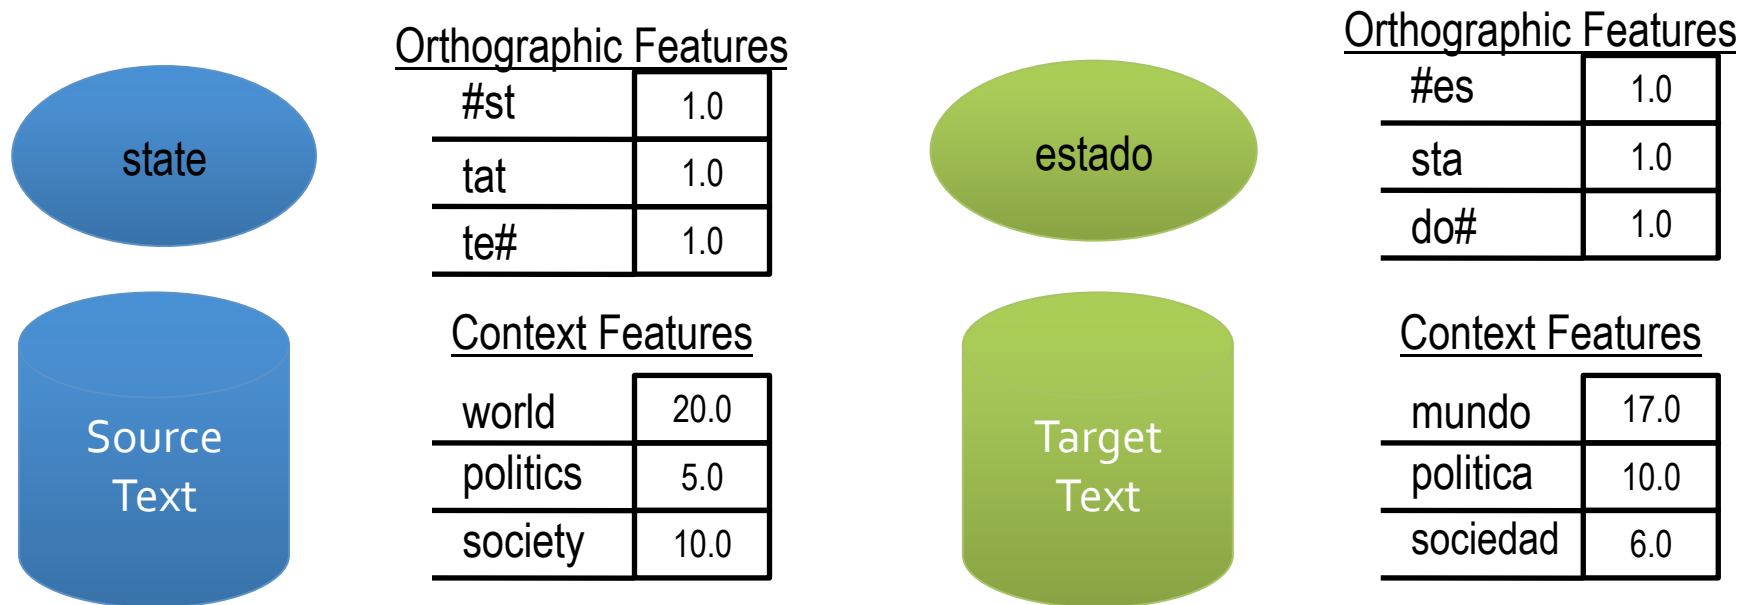 Orthographic Features
state
#st 1.0
tat 1.0
te# 1.0
Source
Text
Context Features
world 20.0
politics 5.0
society 10.0
Orthographic Features
estado
#es 1.0
sta 1.0
do# 1.0
Target
Text
Context Features
mundo 17.0
politica 10.0
sociedad 6.0